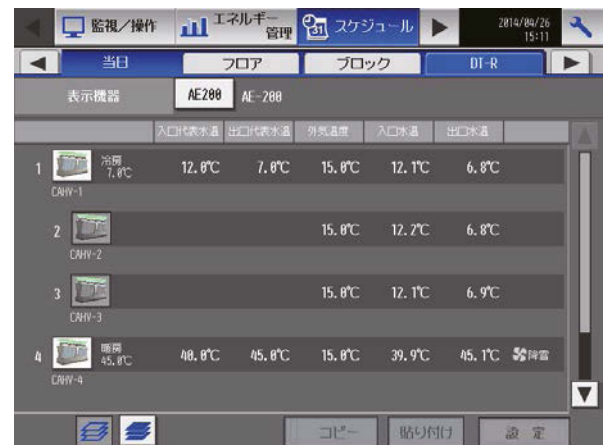 監視/操作 エネルギー管理 31 スケジュール 2014/04/26 15:11
当日 フロア ブロック DT-R
表示機器 AE200 AE-200
入口代表水温 出口代表水温 外気温度 入口水温 出口水温
1 冷房 7.0℃ 12.0℃ 7.0℃ 15.0℃ 12.1℃ 6.8℃
CAHV-1
2 15.0℃ 12.2℃ 6.8℃
CAHV-2
3 15.0℃ 12.1℃ 6.9℃
CAHV-3
4 暖房 45.0℃ 40.0℃ 45.0℃ 15.0℃ 39.9℃ 45.1℃ 降雪
CAHV-4
コピー 貼り付け 設定